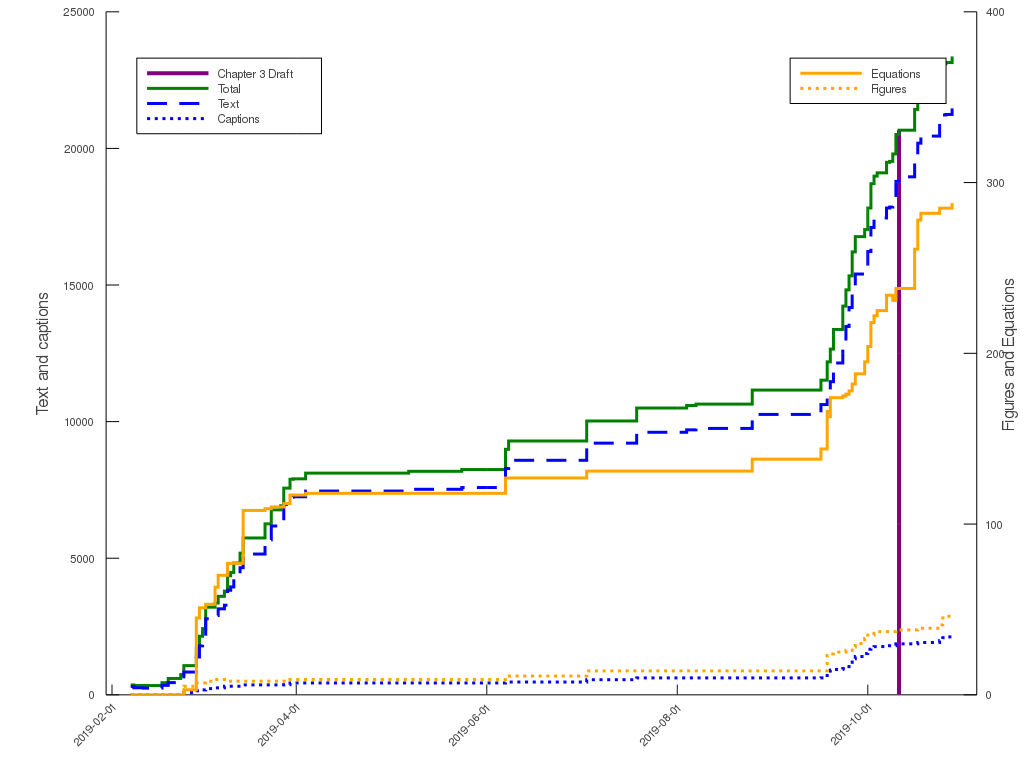 25000
20000
15000
10000
5000
0
400
300
200
100
0
Text and captions
Figures and Equations
Chapter 3 Draft
Total
Text
Captions
Equations
Figures
2019-02-01
2019-04-01
2019-06-01
2019-08-01
2019-10-01